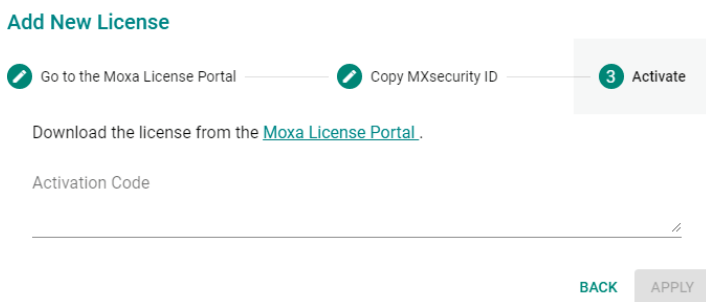 Add New License
Go to the Moxa License Portal
Copy MXsecurity ID
3 Activate
Download the license from the Moxa License Portal .
Activation Code
BACK APPLY